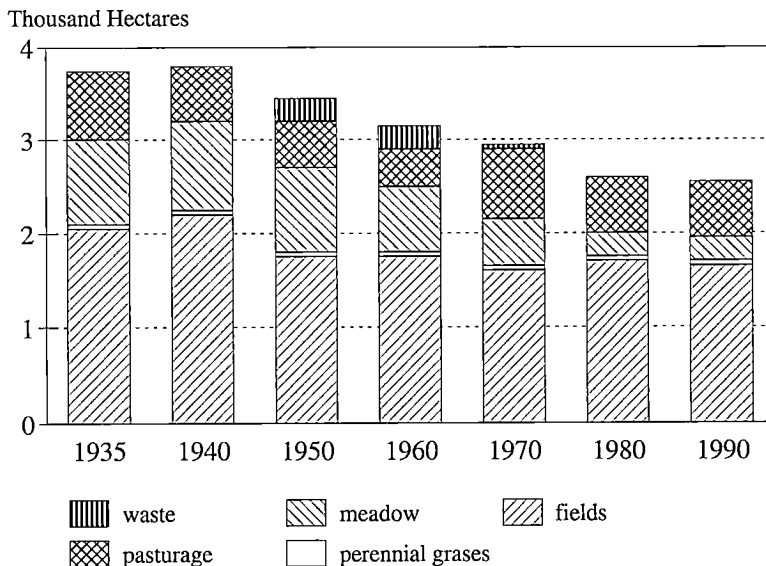 Thousand Hectares
4
3
2
1
0
1935 1940 1950 1960 1970 1980 1990
waste meadow fields
pasturage perennial grases